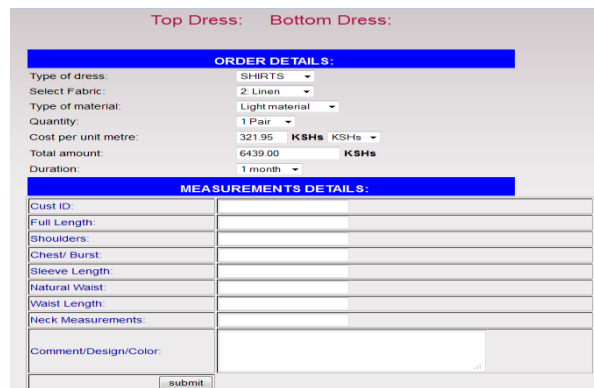 Top Dress: Bottom Dress:
ORDER DETAILS:
Type of dress: SHIRTS
Select Fabric: 2: Linen
Type of material: Light material
Quantity: 1 Pair
Cost per unit metre: 321.95 KSHs KSHs
Total amount: 6439.00 KSHs
Duration: 1 month
MEASUREMENTS DETAILS:
Cust ID:
Full Length:
Shoulders:
Chest/ Burst:
Sleeve Length:
Natural Waist:
Waist Length:
Neck Measurements:
Comment/Design/Color:
submit